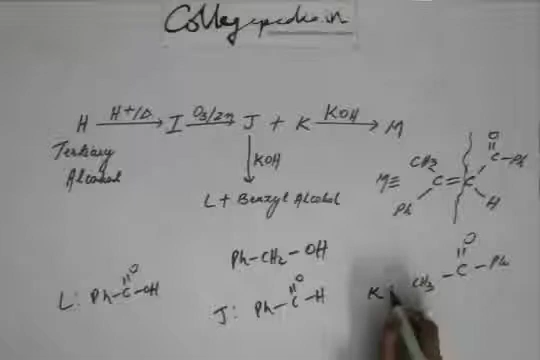 Collegepedia.in
H H+/Δ I O3/Zn J + K KOH M
Tertiary
Alcohol
KOH
L + Benzyl Alcohol
M≡ CH3 Ph C=C O C-Ph H
Ph-CH2-OH
L: Ph-C-OH O
J: Ph-C-H O
K CH3-C-Ph O